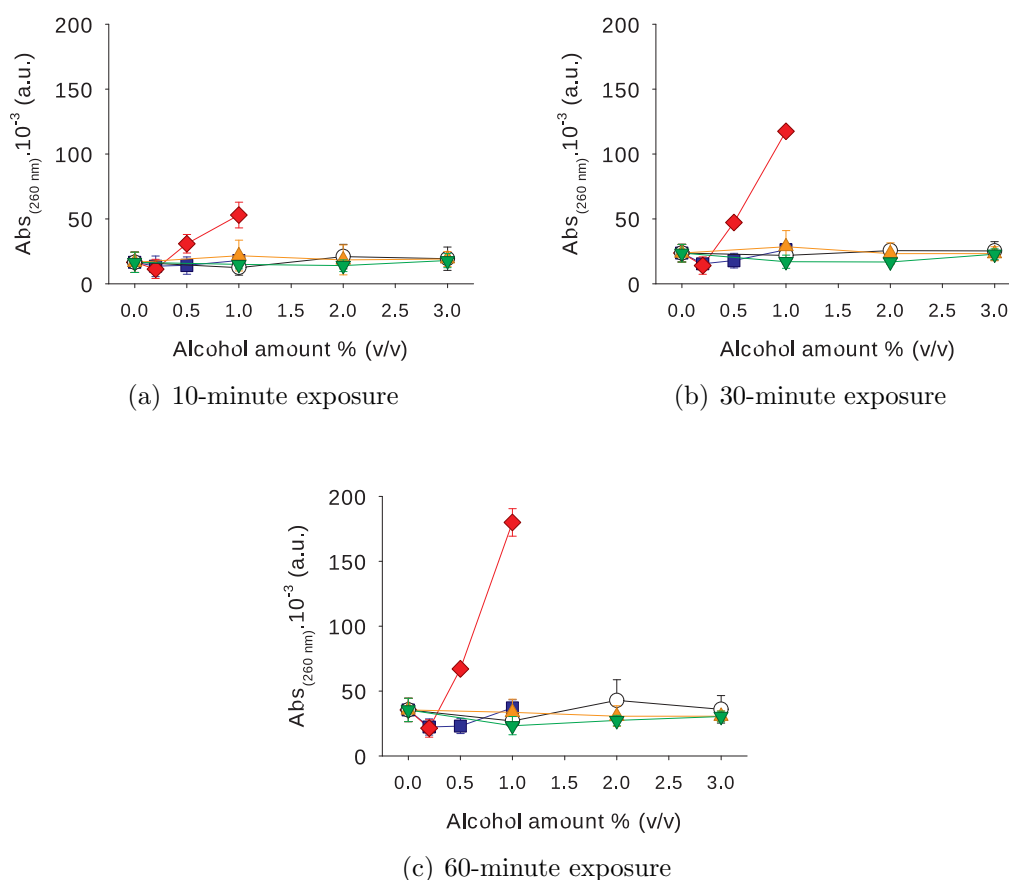 200
150
100
50
0
Abs(260 nm).10-3 (a.u.)
0.0 0.5 1.0 1.5 2.0 2.5 3.0
Alcohol amount % (v/v)
(a) 10-minute exposure
200
150
100
50
0
Abs(260 nm).10-3 (a.u.)
0.0 0.5 1.0 1.5 2.0 2.5 3.0
Alcohol amount % (v/v)
(b) 30-minute exposure
200
150
100
50
0
Abs(260 nm).10-3 (a.u.)
0.0 0.5 1.0 1.5 2.0 2.5 3.0
Alcohol amount % (v/v)
(c) 60-minute exposure